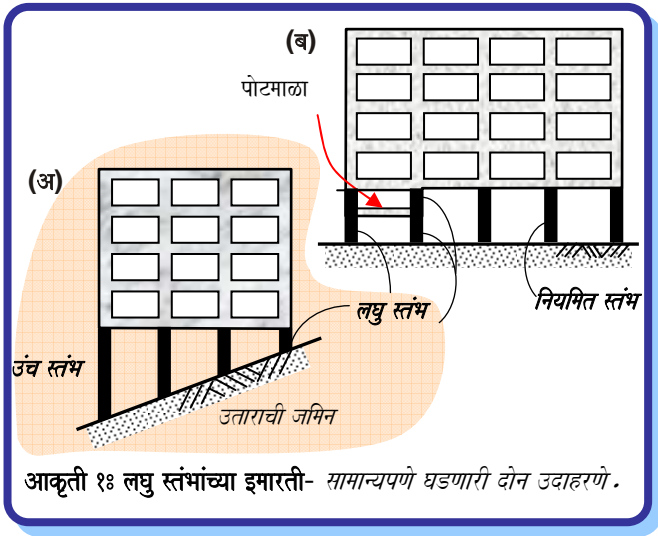 (ब)
पोटमाळा
(अ)
लघु स्तंभ
नियमित स्तंभ
उंच स्तंभ
उताराची जमिन
आकृती १ः लघु स्तंभांच्या इमारती- सामान्यपणे घडणारी दोन उदाहरणे.